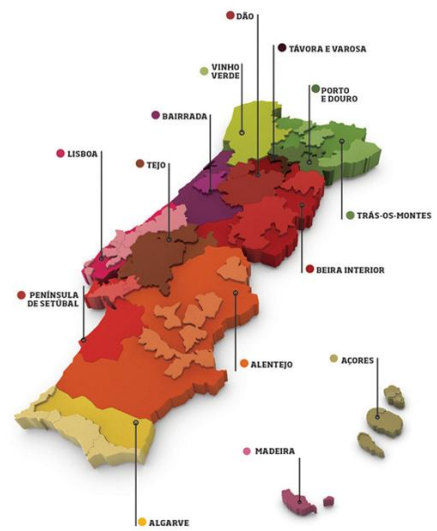 DÃO
TÁVORA E VAROSA
VINHO
VERDE
PORTO
E DOURO
BAIRRADA
LISBOA
TEJO
TRÁS-OS-MONTES
BEIRA INTERIOR
PENÍNSULA
DE SETÚBAL
AÇORES
ALENTEJO
MADEIRA
ALGARVE